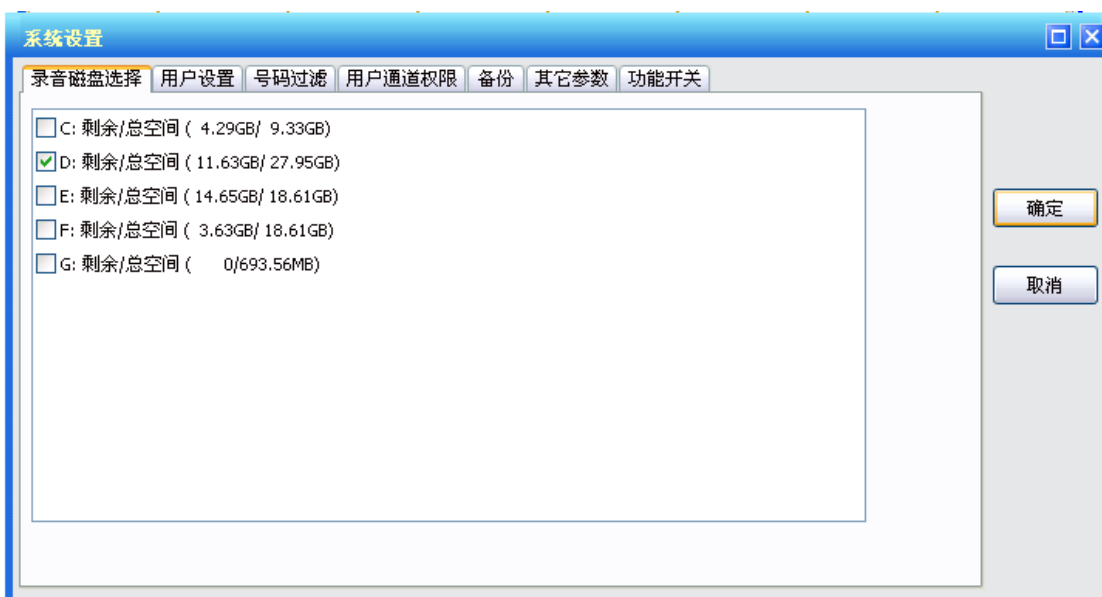 系统设置
录音磁盘选择 用户设置 号码过滤 用户通道权限 备份 其它参数 功能开关
C: 剩余/总空间 ( 4.29GB/ 9.33GB)
D: 剩余/总空间 ( 11.63GB/ 27.95GB)
E: 剩余/总空间 ( 14.65GB/ 18.61GB)
F: 剩余/总空间 ( 3.63GB/ 18.61GB)
G: 剩余/总空间 ( 0/693.56MB)
确定
取消